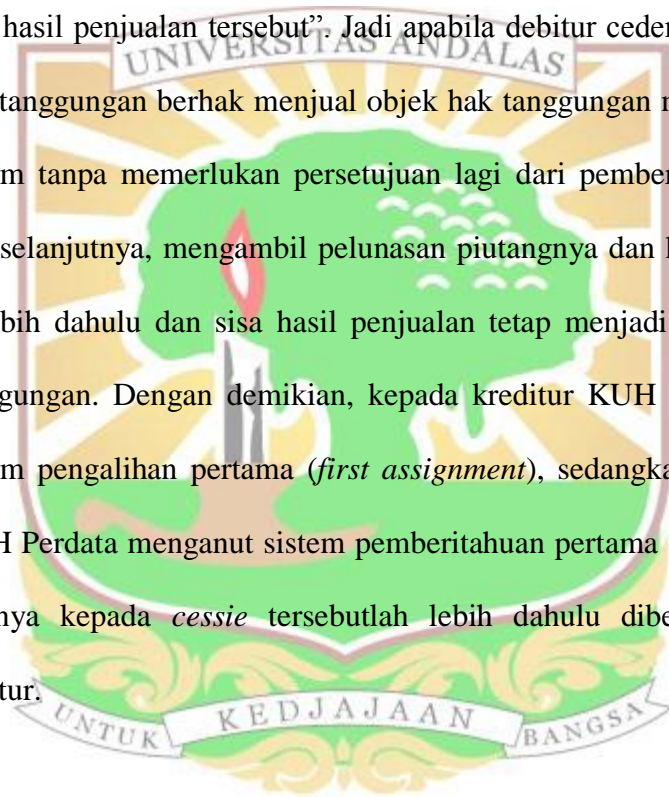 hasil penjualan tersebut”. Jadi apabila debitur ceder
UNIVERSITAS ANDALAS
tanggungan berhak menjual objek hak tanggungan
m tanpa memerlukan persetujuan lagi dari pember
selanjutnya, mengambil pelunasan piutangnya dan
bih dahulu dan sisa hasil penjualan tetap menjadi
gungan. Dengan demikian, kepada kreditur KUH
m pengalihan pertama (first assignment), sedangka
H Perdata menganut sistem pemberitahuan pertama
nya kepada cessie tersebutlah lebih dahulu dibe
tur.
UNTUK KEDJAJAAN BANGSA